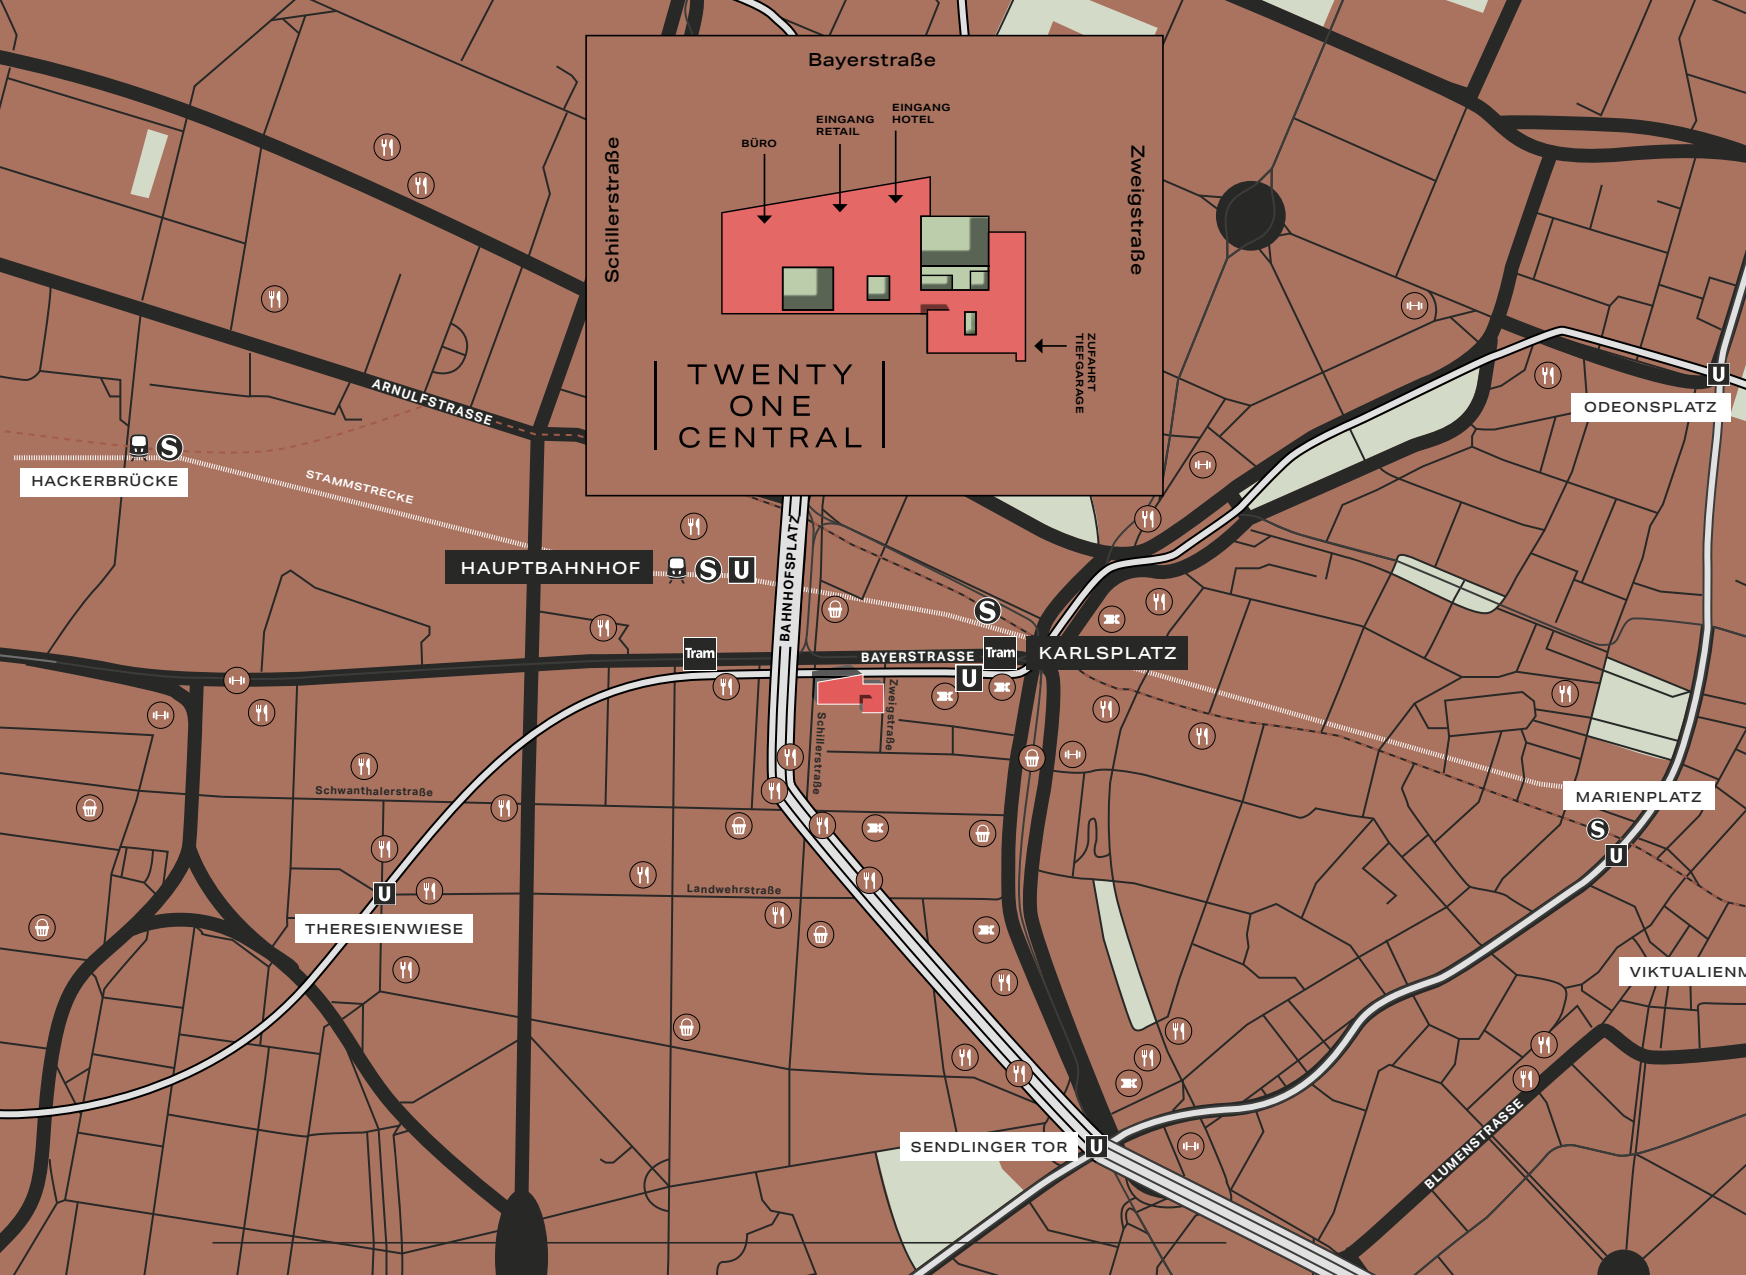 Bayerstraße
EINGANG
HOTEL
EINGANG
RETAIL
BÜRO
Schillerstraße
Zweigstraße
ZUFAHRT
TIEFGARAGE
TWENTY
ONE
CENTRAL
ARNULFSTRASSE
U
ODEONSPLATZ
S
HACKERBRÜCKE
STAMMSTRECKE
HAUPTBAHNHOF
S
U
BAHNHOFSPLATZ
S
Tram
BAYERSTRASSE
Tram
KARLSPLATZ
U
Zweigstraße
Schillerstraße
Schwanthalerstraße
MARIENPLATZ
S
U
Landwehrstraße
U
THERESIENWIESE
VIKTUALIENM
SENDLINGER TOR
U
BLUMENSTRASSE